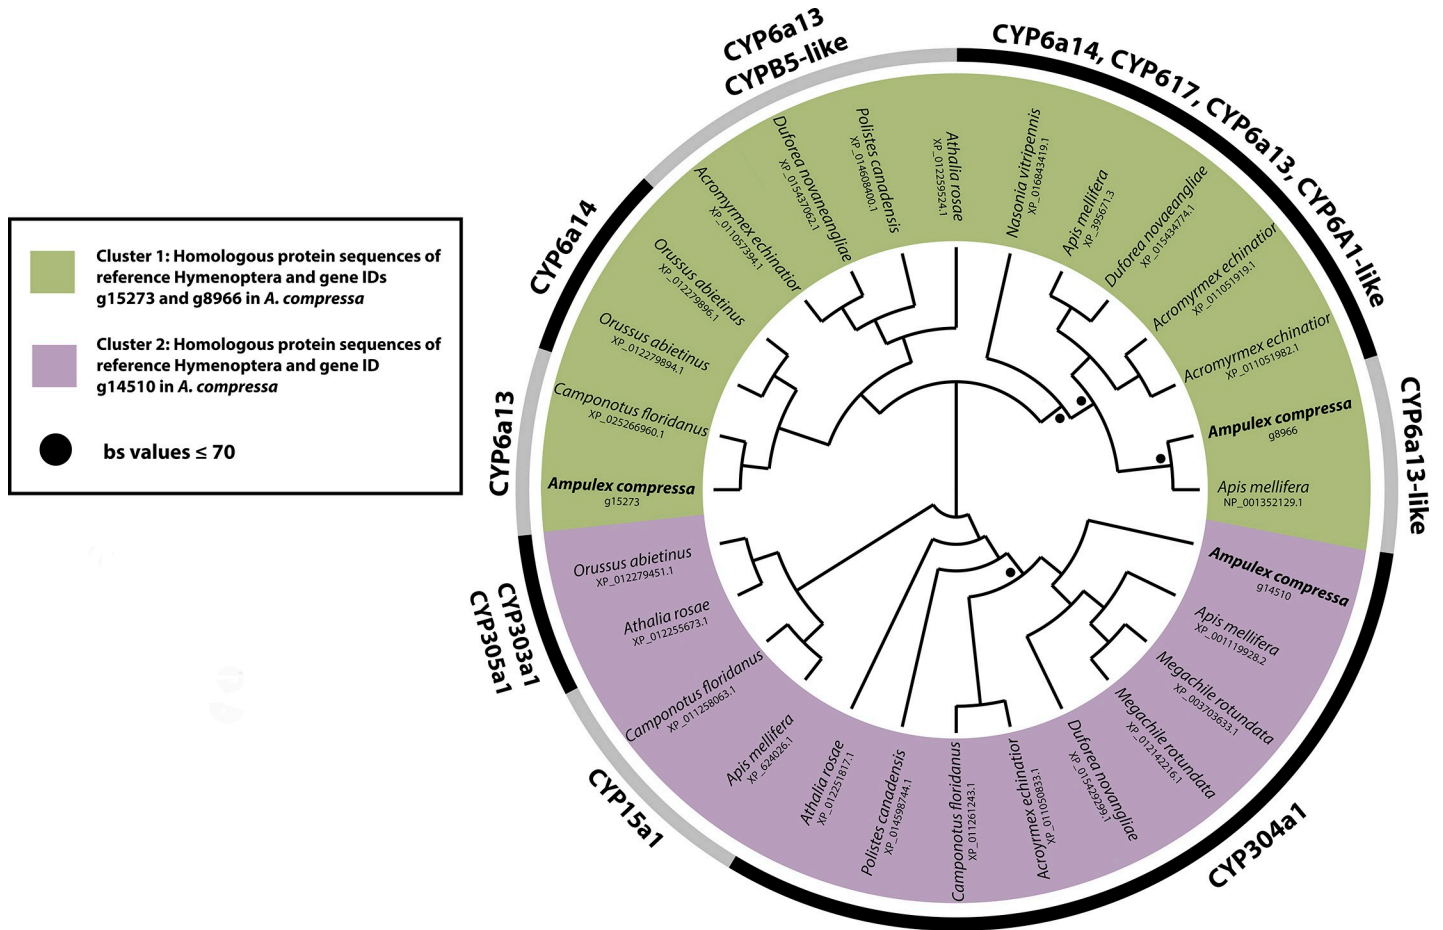 Cluster 1: Homologous protein sequences of
reference Hymenoptera and gene IDs
g15273 and g8966 in A. compressa
Cluster 2: Homologous protein sequences of
reference Hymenoptera and gene ID
g14510 in A. compressa
bs values ≤ 70
CYP6a13
CYPB5-like
CYP6a14, CYP617, CYP6a13, CYP6A1-like
CYP6a13-like
CYP304a1
CYP15a1
CYP303a1
CYP305a1
CYP6a13
CYP6a14
Athalia rosae
XP_012259524.1
Nasonia vitripennis
XP_016843419.1
Apis mellifera
XP_395671.3
Duforea novaeangliae
XP_015434774.1
Acromyrmex echinatior
XP_011051919.1
Acromyrmex echinatior
XP_011051982.1
Ampulex compressa
g8966
Apis mellifera
NP_001352129.1
Ampulex compressa
g14510
Apis mellifera
XP_001119928.2
Megachile rotundata
XP_003703633.1
Megachile rotundata
XP_012142216.1
Duforea novangliae
XP_015429299.1
Acroyrmex echinatior
XP_011050833.1
Camponotus floridanus
XP_011261243.1
Polistes canadensis
XP_014598744.1
Athalia rosae
XP_012251817.1
Apis mellifera
XP_624026.1
Camponotus floridanus
XP_011258063.1
Athalia rosae
XP_012255673.1
Orussus abietinus
XP_012279451.1
Ampulex compressa
g15273
Camponotus floridanus
XP_025266960.1
Orussus abietinus
XP_012279894.1
Orussus abietinus
XP_012279896.1
Acromyrmex echinatior
XP_011057394.1
Duforea novaneangliae
XP_015437062.1
Polistes canadensis
XP_014608400.1